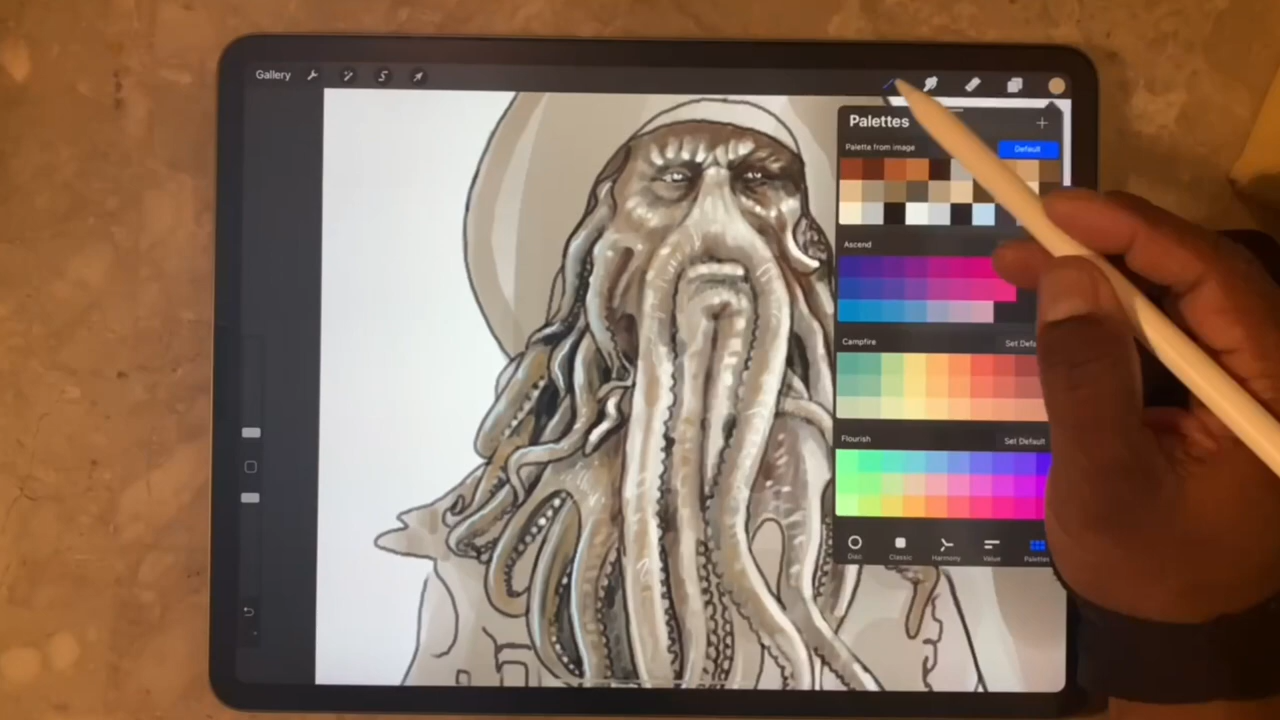 Gallery
Palettes
Palette from image
Default
Ascend
Campfire
Set Defa
Flourish
Set Default
Disc
Classic
Harmony
Value
Palettes